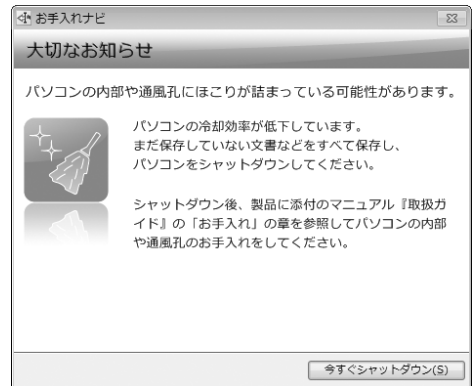 お手入れナビ
大切なお知らせ
パソコンの内部や通風孔にほこりが詰まっている可能性があります。
パソコンの冷却効率が低下しています。
まだ保存していない文書などをすべて保存し、
パソコンをシャットダウンしてください。
シャットダウン後、製品に添付のマニュアル『取扱ガ
イド』の「お手入れ」の章を参照してパソコンの内部
や通風孔のお手入れをしてください。
今すぐシャットダウン(S)